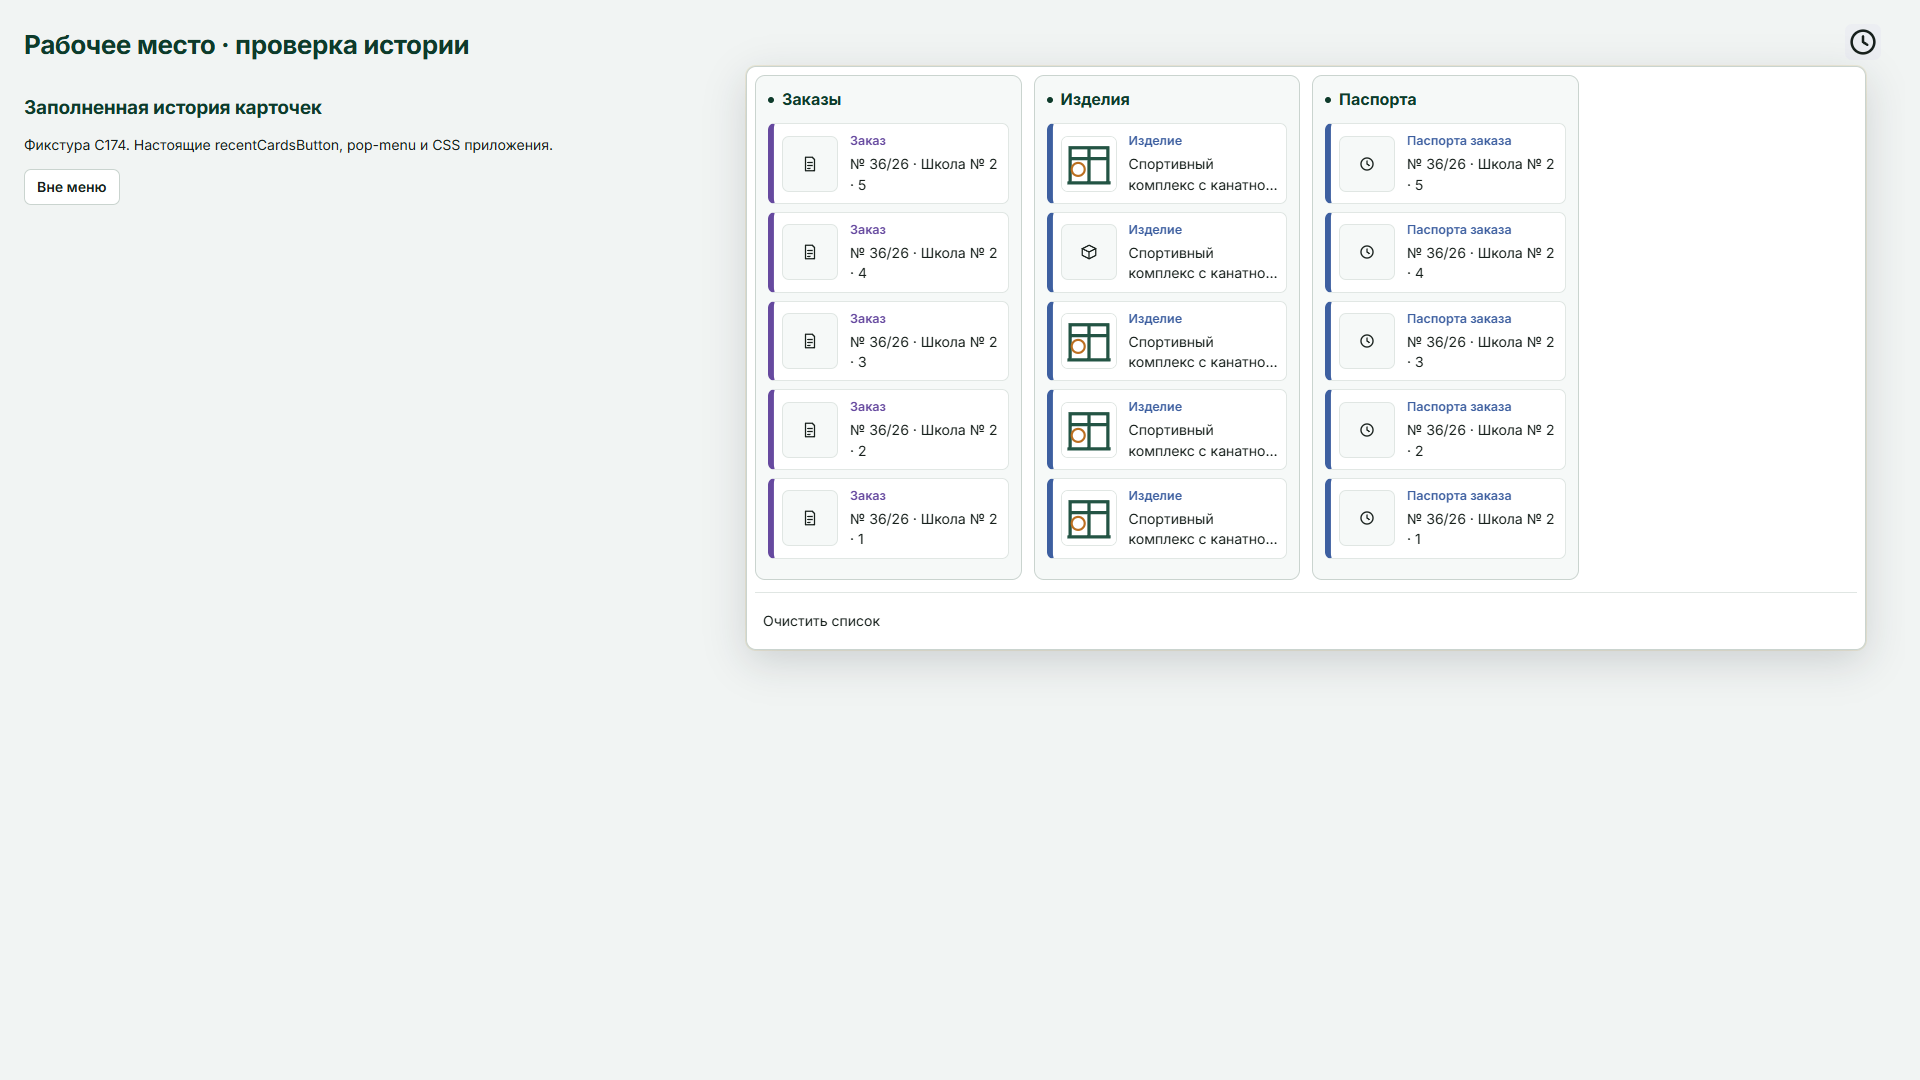 Рабочее место · проверка истории
Заполненная история карточек
Фикстура C174. Настоящие recentCardsButton, pop-menu и CSS приложения.
Вне меню
• Заказы
Заказ
№ 36/26 · Школа № 2
· 5
Заказ
№ 36/26 · Школа № 2
· 4
Заказ
№ 36/26 · Школа № 2
· 3
Заказ
№ 36/26 · Школа № 2
· 2
Заказ
№ 36/26 · Школа № 2
· 1
• Изделия
Изделие
Спортивный
комплекс с канатно...
Изделие
Спортивный
комплекс с канатно...
Изделие
Спортивный
комплекс с канатно...
Изделие
Спортивный
комплекс с канатно...
Изделие
Спортивный
комплекс с канатно...
• Паспорта
Паспорта заказа
№ 36/26 · Школа № 2
· 5
Паспорта заказа
№ 36/26 · Школа № 2
· 4
Паспорта заказа
№ 36/26 · Школа № 2
· 3
Паспорта заказа
№ 36/26 · Школа № 2
· 2
Паспорта заказа
№ 36/26 · Школа № 2
· 1
Очистить список